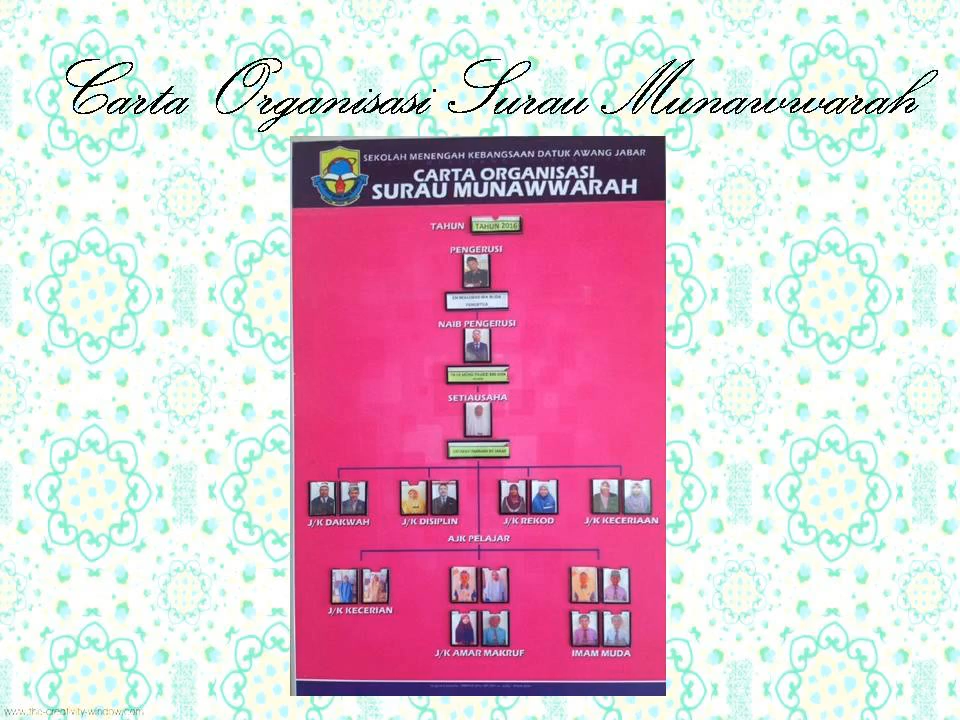 Carta Organisasi Surau Munawwarah
SEKOLAH MENENGAH KEBANGSAAN DATUK AWANG JABAR
CARTA ORGANISASI
SURAU MUNAWWARAH
TAHUN TAHUN 2016
PENGERUSI
PENGETUA
NAIB PENGERUSI
SETIAUSAHA
J/K DAKWAH J/K DISIPLIN J/K REKOD J/K KECERIAAN
AJK PELAJAR
J/K KECERIAN
J/K AMAR MAKRUF IMAM MUDA
www.the-creativity-window.com